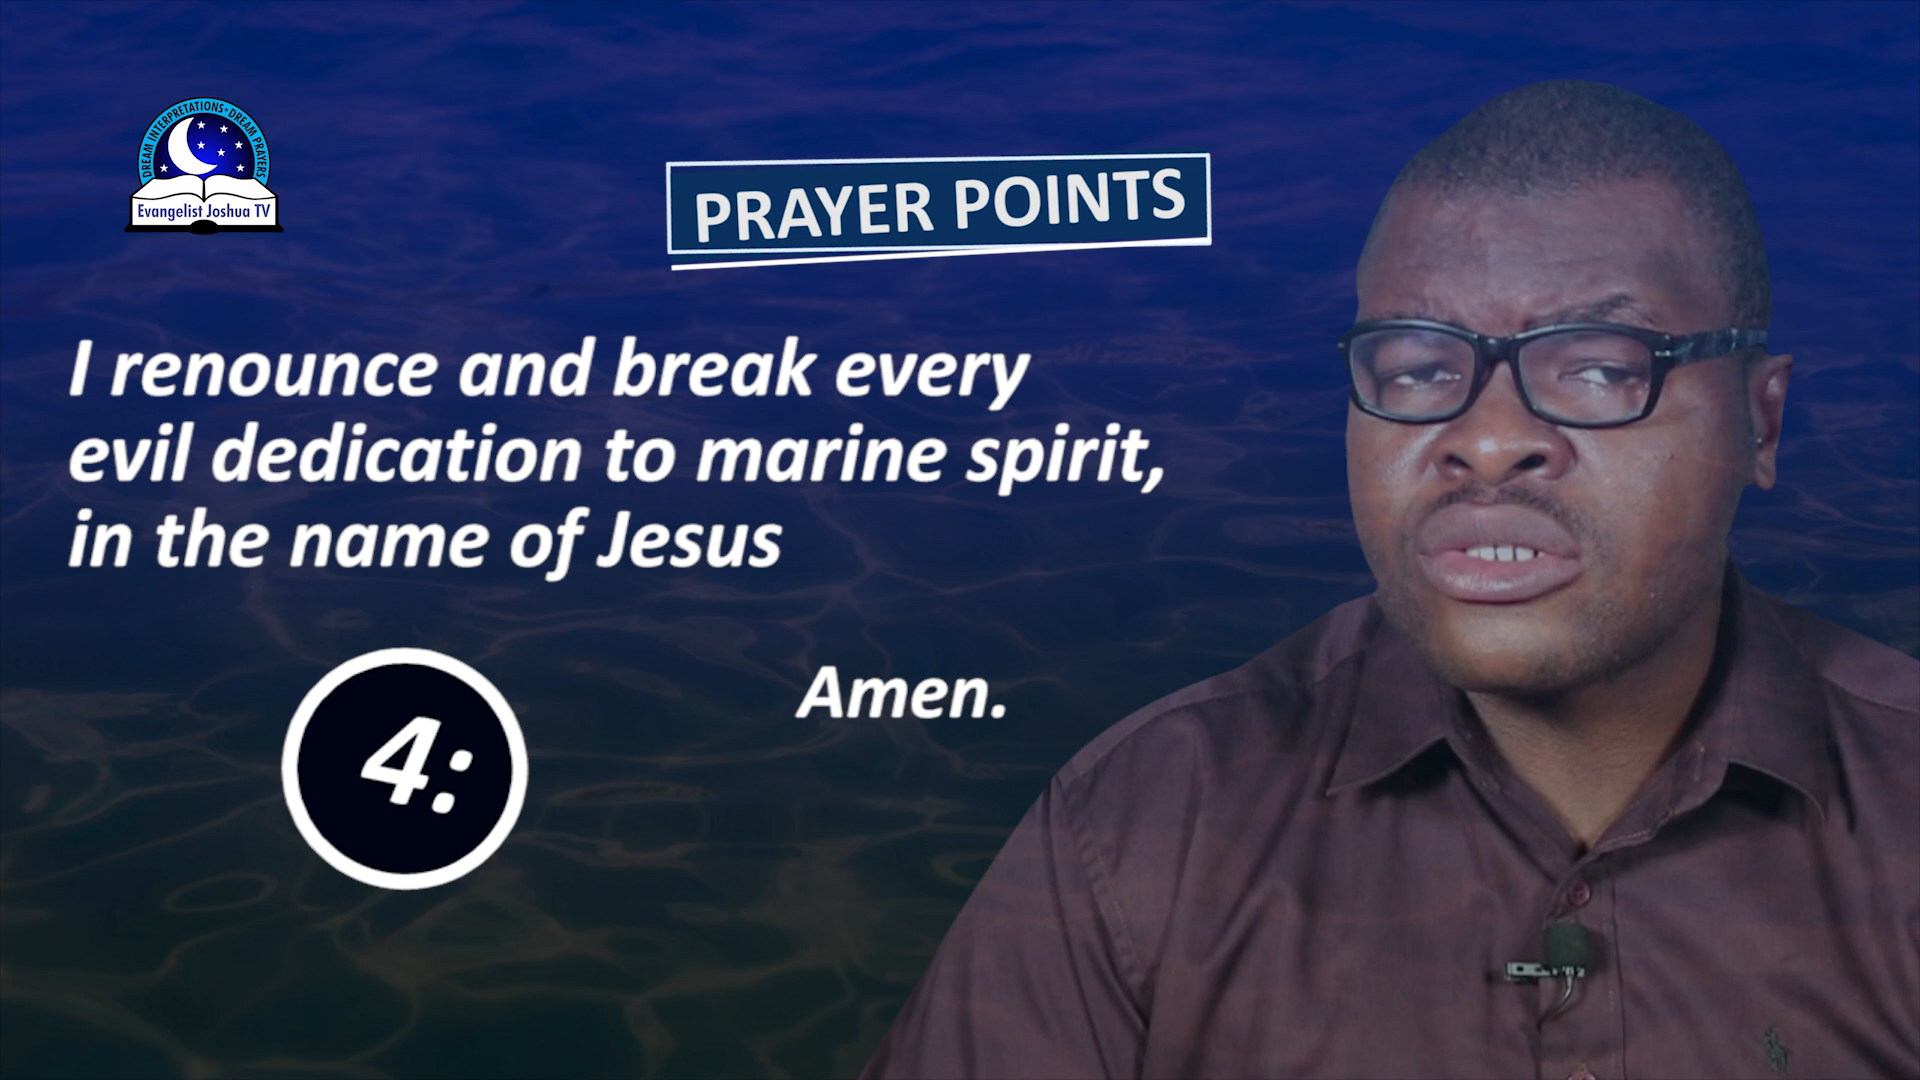 DREAM INTERPRETATIONS · DREAM PRAYERS
Evangelist Joshua TV
PRAYER POINTS
I renounce and break every
evil dedication to marine spirit,
in the name of Jesus
4:
Amen.